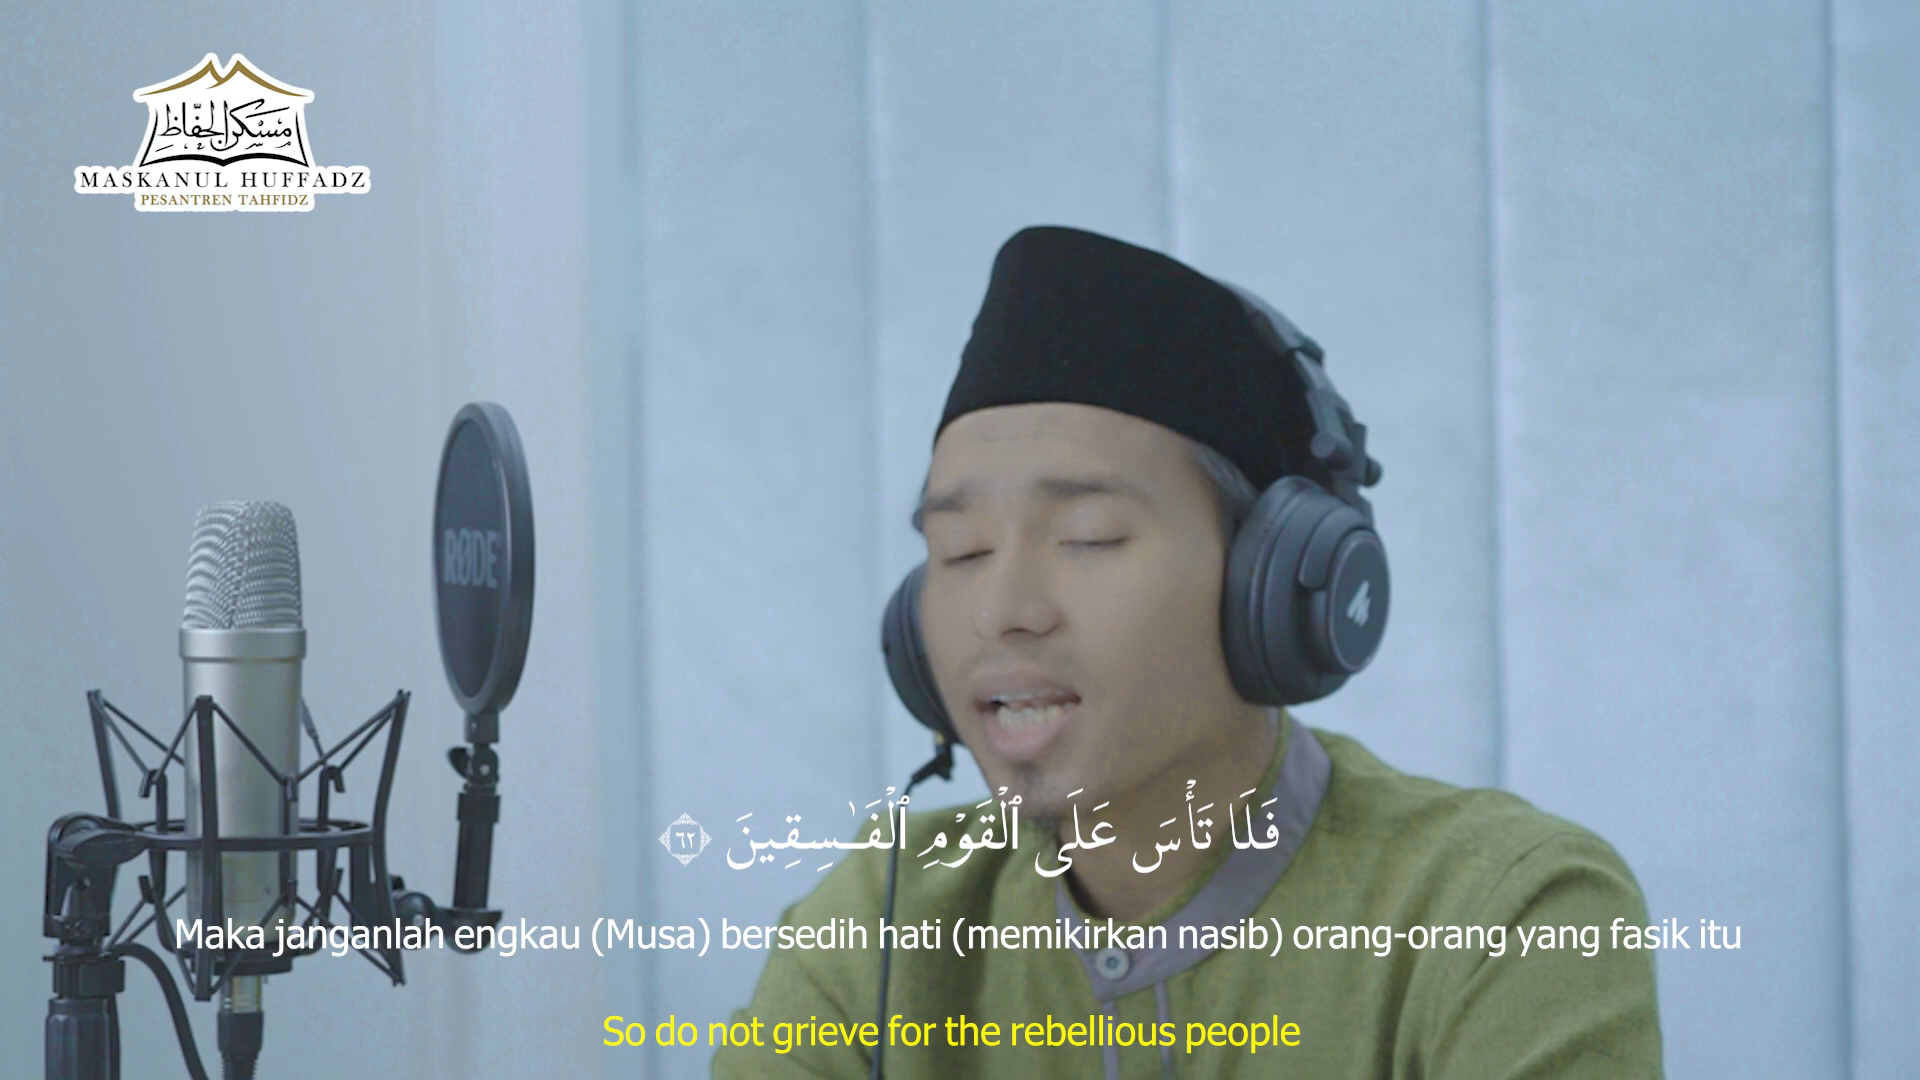 مسكن الحفاظ
MASKANUL HUFFADZ
PESANTREN TAHFIDZ
RØDE
فَلَا تَأْسَ عَلَى ٱلْقَوْمِ ٱلْفَـٰسِقِينَ ٦٢
Maka janganlah engkau (Musa) bersedih hati (memikirkan nasib) orang-orang yang fasik itu
So do not grieve for the rebellious people